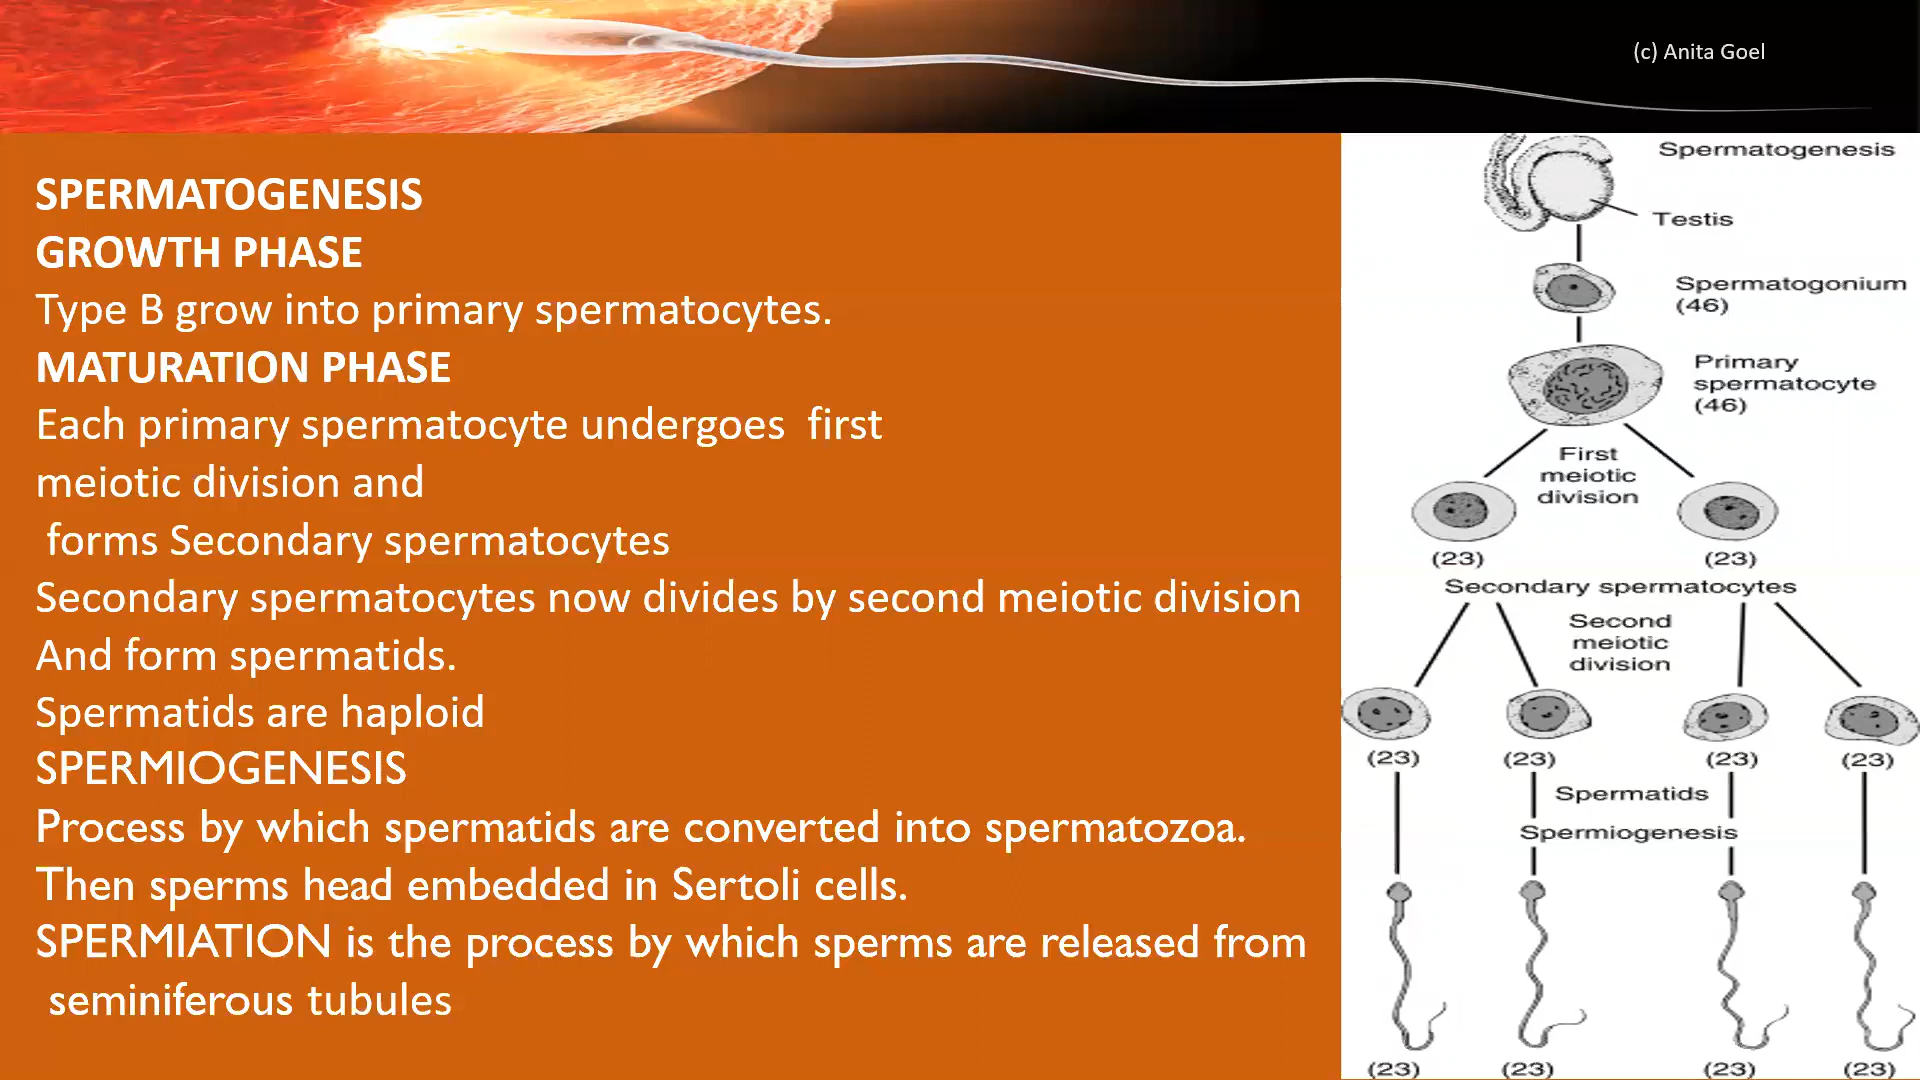 (c) Anita Goel
SPERMATOGENESIS
GROWTH PHASE
Type B grow into primary spermatocytes.
MATURATION PHASE
Each primary spermatocyte undergoes  first
meiotic division and
forms Secondary spermatocytes
Secondary spermatocytes now divides by second meiotic division
And form spermatids.
Spermatids are haploid
SPERMIOGENESIS
Process by which spermatids are converted into spermatozoa.
Then sperms head embedded in Sertoli cells.
SPERMIATION is the process by which sperms are released from
seminiferous tubules
Spermatogenesis
Testis
Spermatogonium
(46)
Primary
spermatocyte
(46)
First
meiotic
division
(23) (23)
Secondary spermatocytes
Second
meiotic
division
(23) (23) (23) (23)
Spermatids
Spermiogenesis
(23) (23) (23) (23)